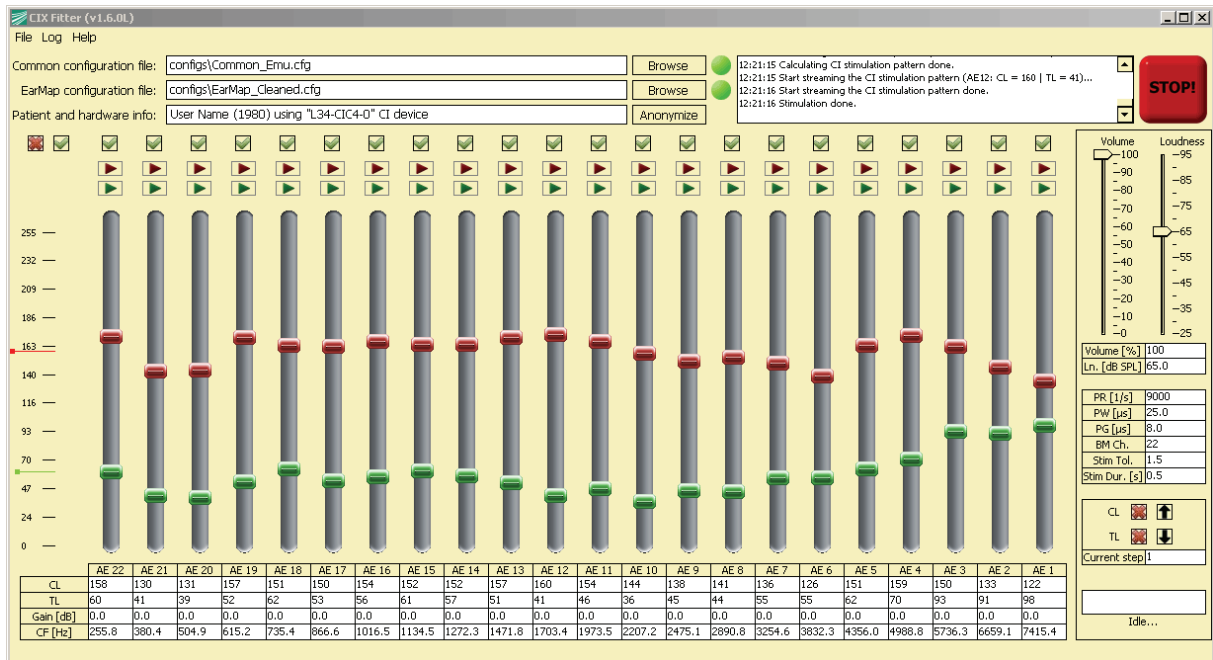 CIX Fitter (v1.6.0L)
File Log Help
Common configuration file: configs\Common_Emu.cfg Browse
EarMap configuration file: configs\EarMap_Cleaned.cfg Browse
Patient and hardware info: User Name (1980) using "L34-CIC4-0" CI device Anonymize
12:21:15 Calculating CI stimulation pattern done.
12:21:15 Start streaming the CI stimulation pattern (AE12: CL = 160 | TL = 41)...
12:21:16 Start streaming the CI stimulation pattern done.
12:21:16 Stimulation done.
STOP!
255
232
209
186
163
140
116
93
70
47
24
0
AE 22 AE 21 AE 20 AE 19 AE 18 AE 17 AE 16 AE 15 AE 14 AE 13 AE 12 AE 11 AE 10 AE 9 AE 8 AE 7 AE 6 AE 5 AE 4 AE 3 AE 2 AE 1
CL 158 130 131 157 151 150 154 152 152 157 160 154 144 138 141 136 126 151 159 150 133 122
TL 60 41 39 52 62 53 56 61 57 51 41 46 36 45 44 55 55 62 70 93 91 98
Gain [dB] 0.0 0.0 0.0 0.0 0.0 0.0 0.0 0.0 0.0 0.0 0.0 0.0 0.0 0.0 0.0 0.0 0.0 0.0 0.0 0.0 0.0 0.0
CF [Hz] 255.8 380.4 504.9 615.2 735.4 866.6 1016.5 1134.5 1272.3 1471.8 1703.4 1973.5 2207.2 2475.1 2890.8 3254.6 3832.3 4356.0 4988.8 5736.3 6659.1 7415.4
Volume Loudness
100 95
90
80 85
70 75
60
50 65
40 55
30 45
20
10 35
0 25
Volume [%] 100
Ln. [dB SPL] 65.0
PR [1/s] 9000
PW [µs] 25.0
PG [µs] 8.0
BM Ch. 22
Stim Tol. 1.5
Stim Dur. [s] 0.5
CL
TL
Current step 1
Idle...